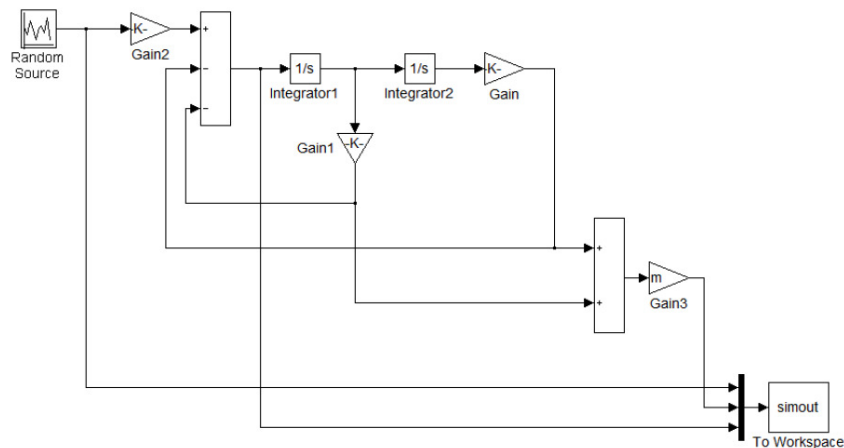 Random
Source
-K-
Gain2
+
−
−
1/s
Integrator1
1/s
Integrator2
-K-
Gain
-K-
Gain1
+
+
m
Gain3
simout
To Workspace